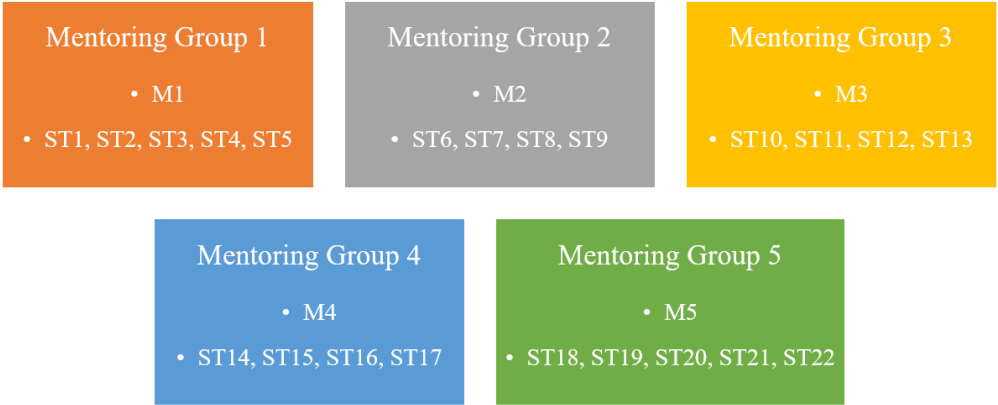 Mentoring Group 1
• M1
• ST1, ST2, ST3, ST4, ST5
Mentoring Group 2
• M2
• ST6, ST7, ST8, ST9
Mentoring Group 3
• M3
• ST10, ST11, ST12, ST13
Mentoring Group 4
• M4
• ST14, ST15, ST16, ST17
Mentoring Group 5
• M5
• ST18, ST19, ST20, ST21, ST22